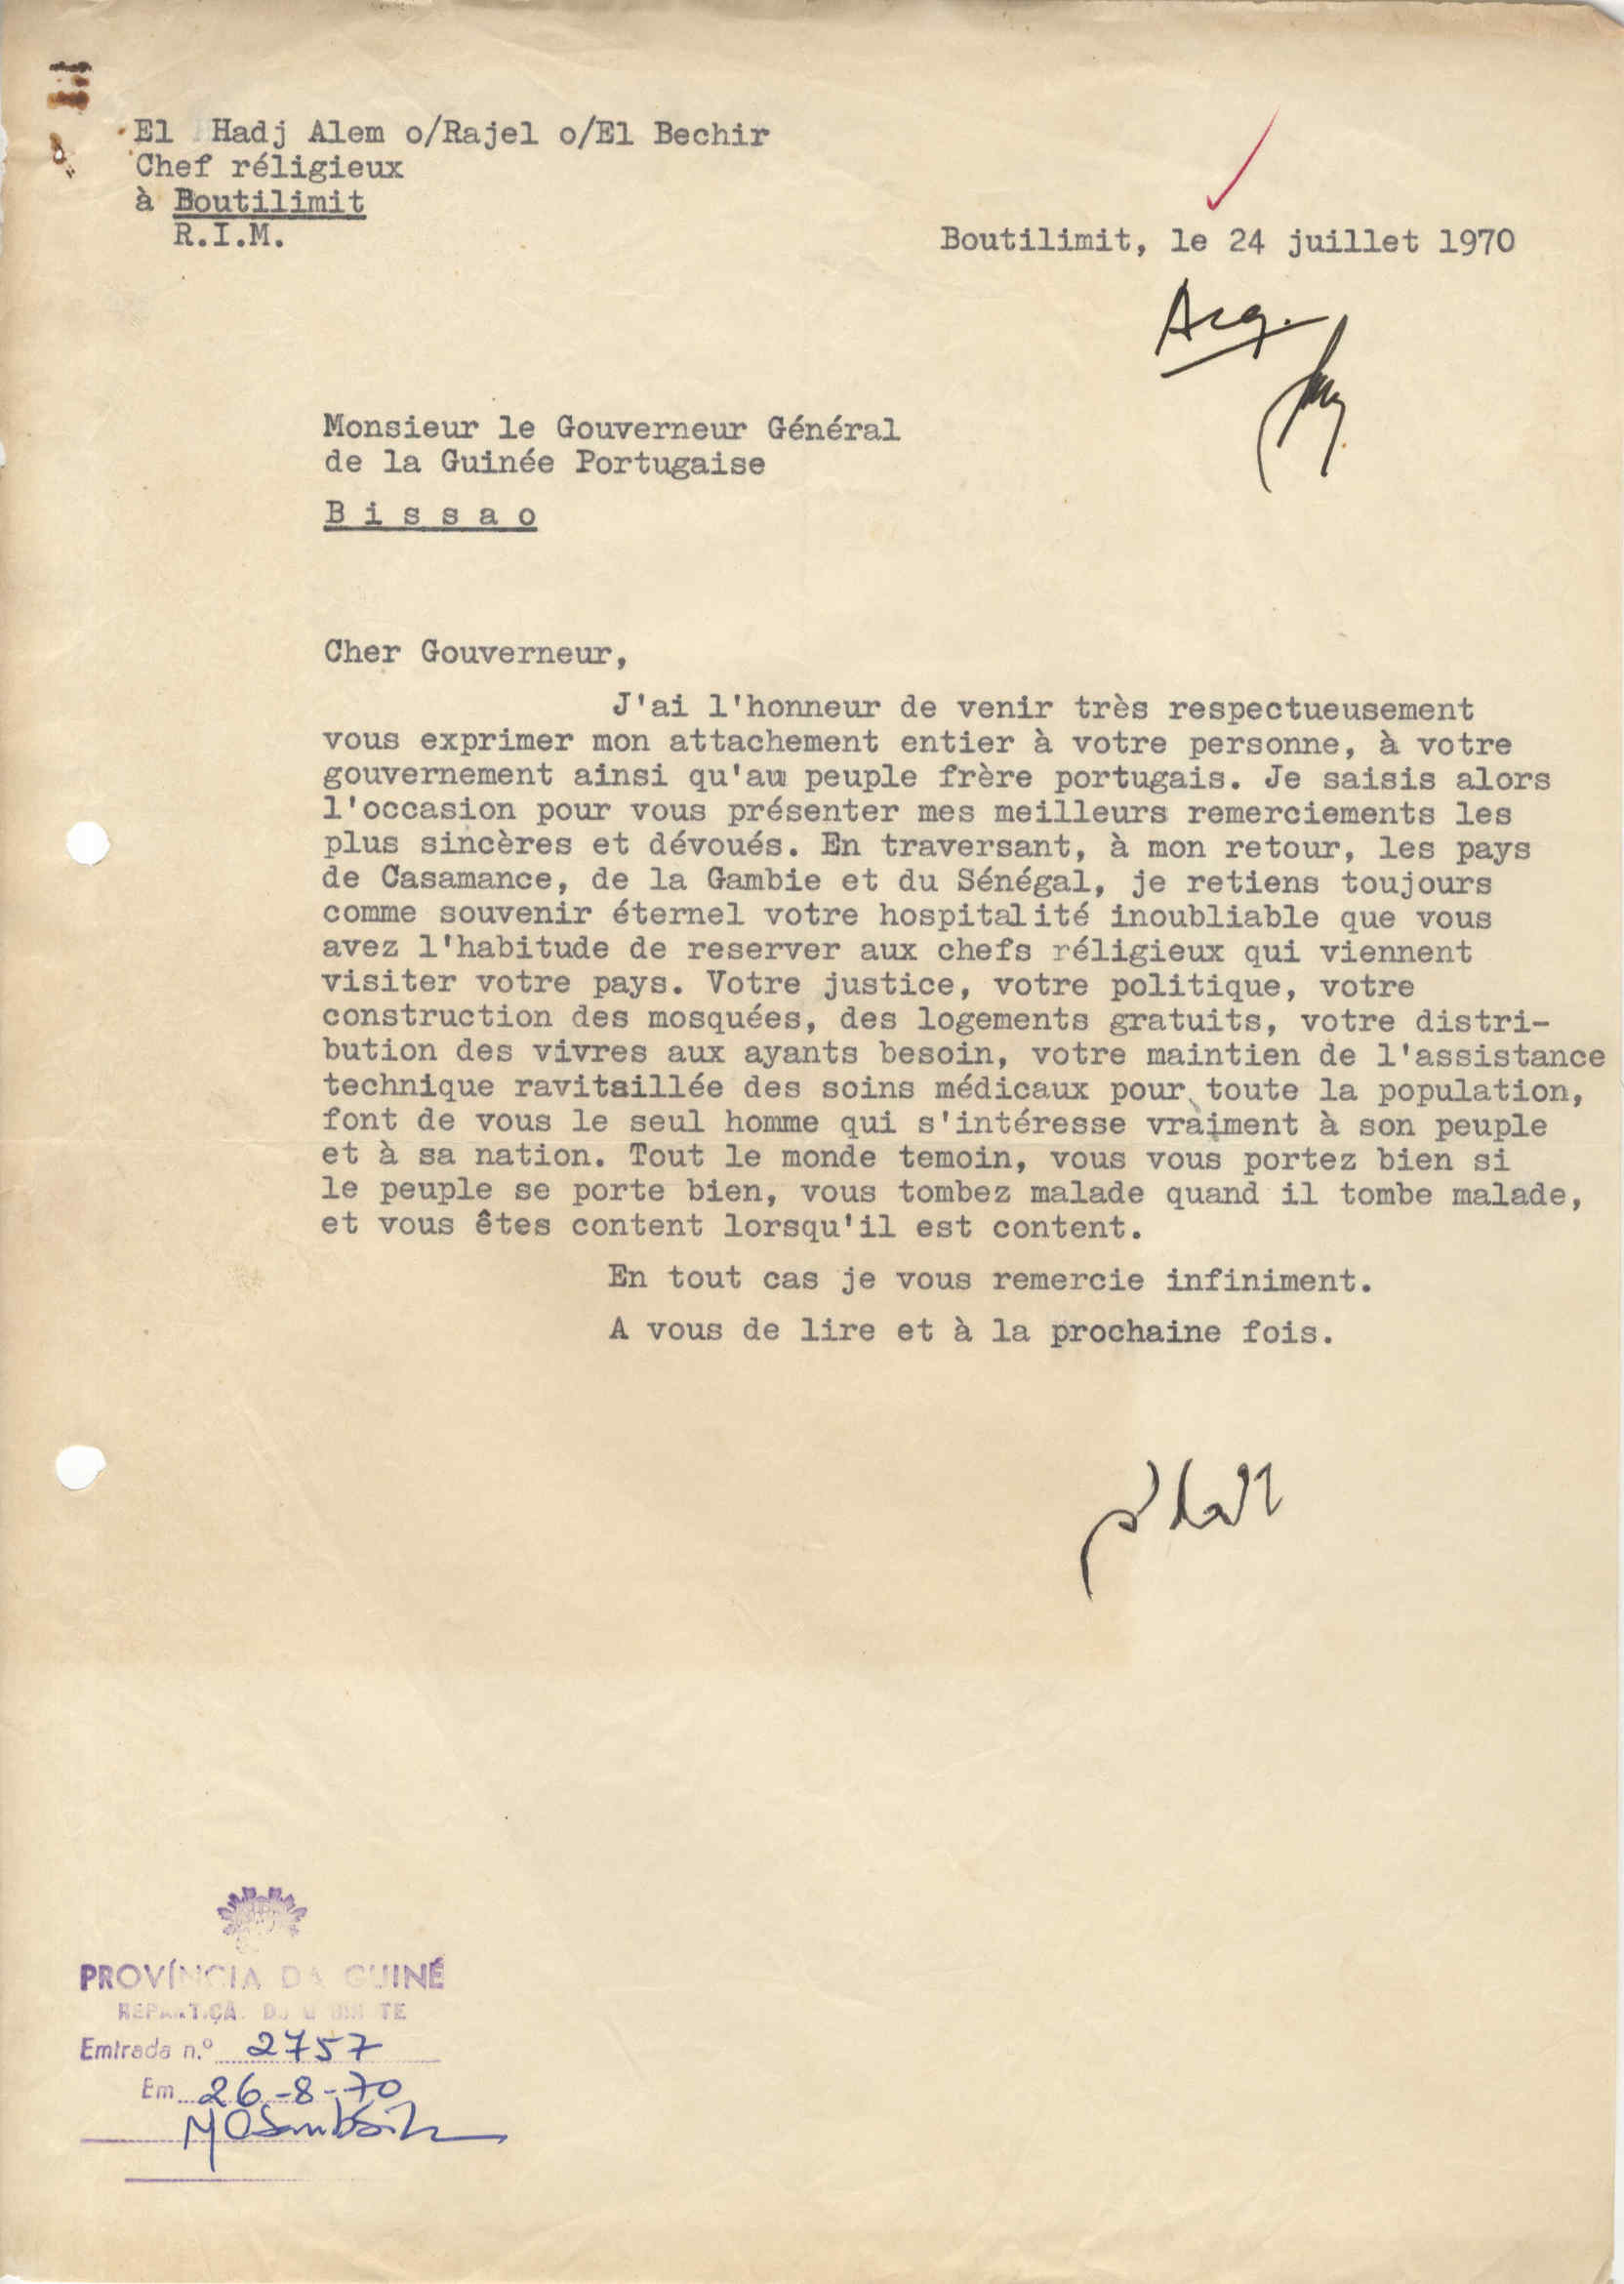 El Hadj Alem o/Rajel o/El Bechir
Chef réligieux
à Boutilimit
R.I.M.
Boutilimit, le 24 juillet 1970
Arq.
Monsieur le Gouverneur Général
de la Guinée Portugaise
B i s s a o
Cher Gouverneur,
J'ai l'honneur de venir très respectueusement
vous exprimer mon attachement entier à votre personne, à votre
gouvernement ainsi qu'au peuple frère portugais. Je saisis alors
l'occasion pour vous présenter mes meilleurs remerciements les
plus sincères et dévoués. En traversant, à mon retour, les pays
de Casamance, de la Gambie et du Sénégal, je retiens toujours
comme souvenir éternel votre hospitalité inoubliable que vous
avez l'habitude de reserver aux chefs réligieux qui viennent
visiter votre pays. Votre justice, votre politique, votre
construction des mosquées, des logements gratuits, votre distri-
bution des vivres aux ayants besoin, votre maintien de l'assistance
technique ravitaillée des soins médicaux pour toute la population,
font de vous le seul homme qui s'intéresse vraiment à son peuple
et à sa nation. Tout le monde temoin, vous vous portez bien si
le peuple se porte bien, vous tombez malade quand il tombe malade,
et vous êtes content lorsqu'il est content.
En tout cas je vous remercie infiniment.
A vous de lire et à la prochaine fois.
PROVÍNCIA DA GUINÉ
Entrada n.º 2757
Em 26-8-70